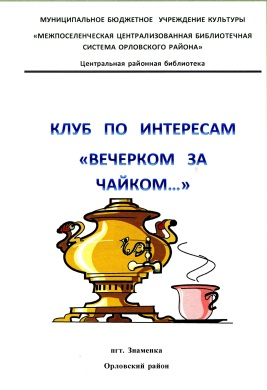 МУНИЦИПАЛЬНОЕ БЮДЖЕТНОЕ УЧРЕЖДЕНИЕ КУЛЬТУРЫ
«МЕЖПОСЕЛЕНЧЕСКАЯ ЦЕНТРАЛИЗОВАННАЯ БИБЛИОТЕЧНАЯ
СИСТЕМА ОРЛОВСКОГО РАЙОНА»
Центральная районная библиотека
КЛУБ ПО ИНТЕРЕСАМ
«ВЕЧЕРКОМ ЗА
ЧАЙКОМ…»
пгт. Знаменка
Орловский район